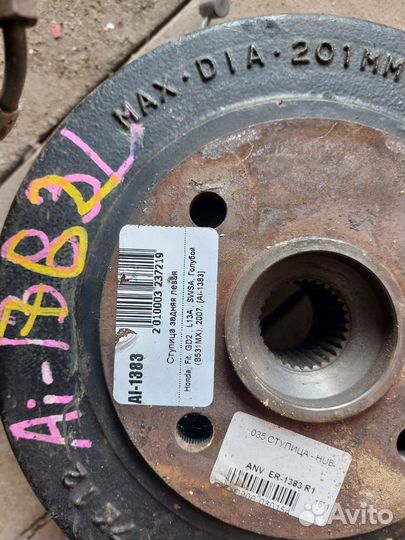 MAX·DIA·201MM
Ai-1383L
AI-1383
2 010003 237219
Ступица задняя левая
Honda, Fit, GD2, L13A, SWSA, Голубой
(B531MX), 2007, [AI-1383]
035 СТУПИЦА - HUB
ANV ER-1383 R1
Avito